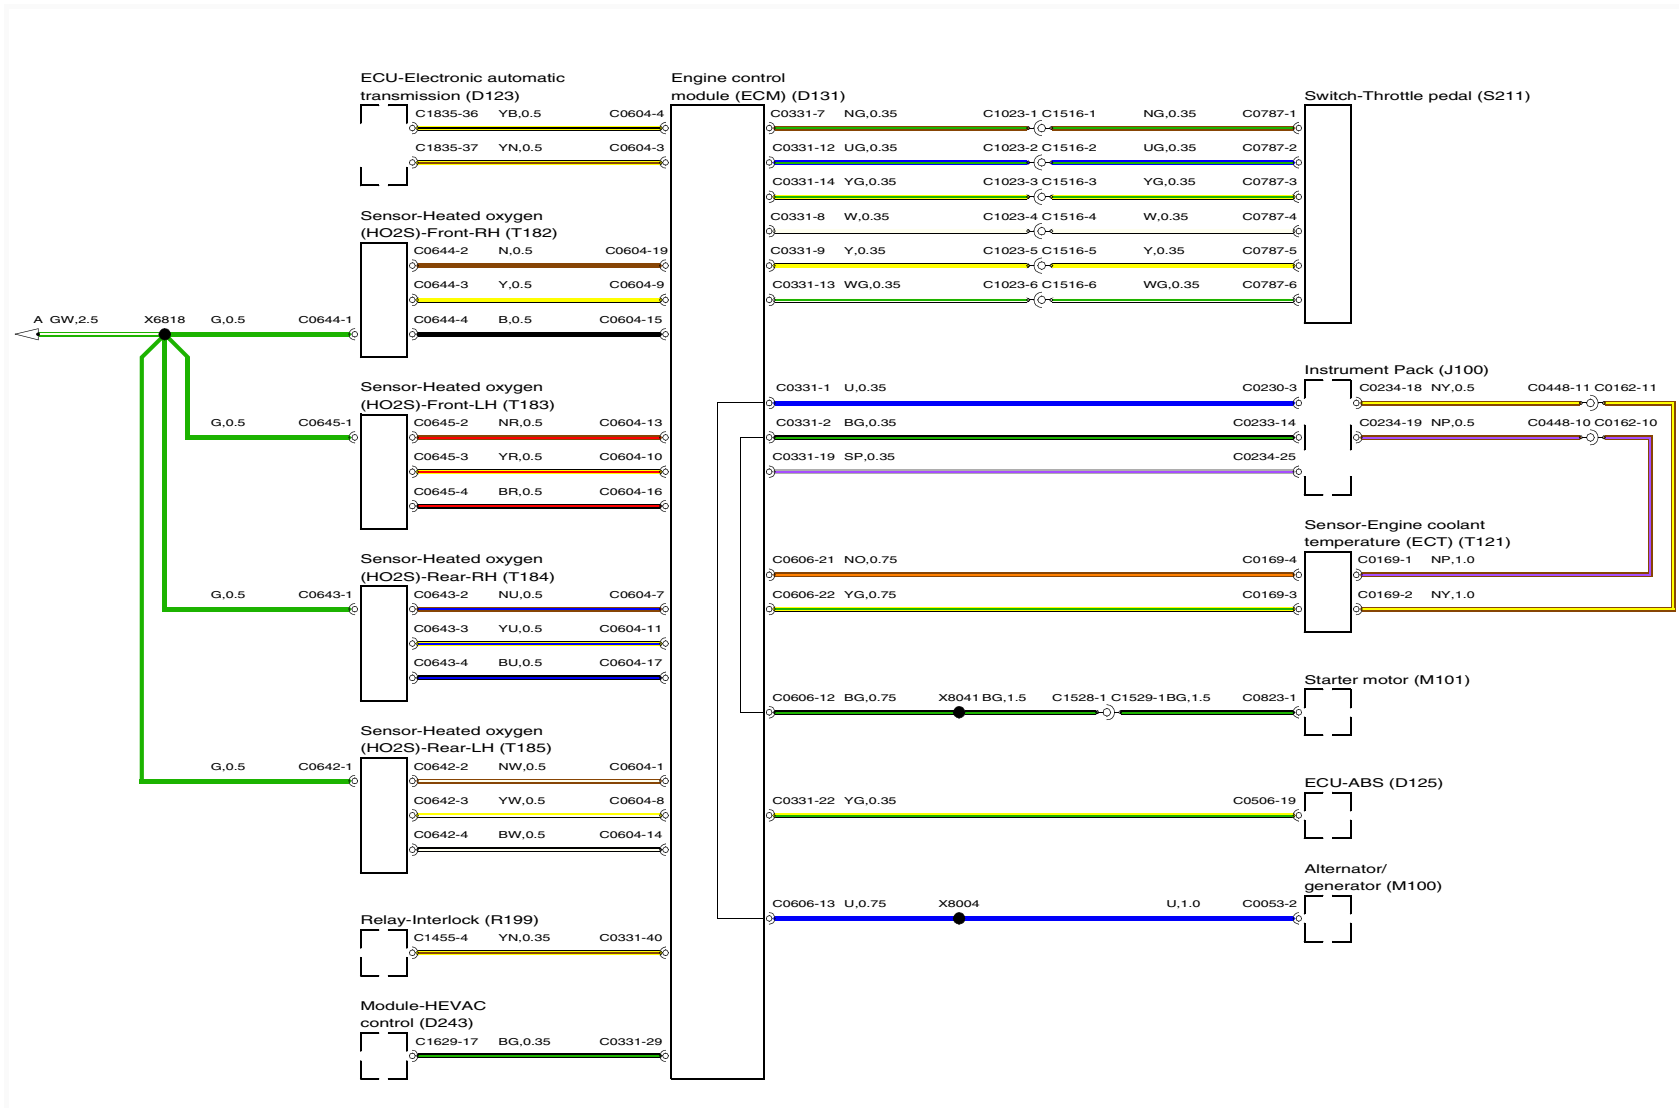 ECU-Electronic automatic
transmission (D123)
C1835-36 YB,0.5 C0604-4
C1835-37 YN,0.5 C0604-3
Sensor-Heated oxygen
(HO2S)-Front-RH (T182)
C0644-2 N,0.5 C0604-19
C0644-3 Y,0.5 C0604-9
A GW,2.5 X6818 G,0.5 C0644-1 C0644-4 B,0.5 C0604-15
Sensor-Heated oxygen
(HO2S)-Front-LH (T183)
G,0.5 C0645-1 C0645-2 NR,0.5 C0604-13
C0645-3 YR,0.5 C0604-10
C0645-4 BR,0.5 C0604-16
Sensor-Heated oxygen
(HO2S)-Rear-RH (T184)
G,0.5 C0643-1 C0643-2 NU,0.5 C0604-7
C0643-3 YU,0.5 C0604-11
C0643-4 BU,0.5 C0604-17
Sensor-Heated oxygen
(HO2S)-Rear-LH (T185)
G,0.5 C0642-1 C0642-2 NW,0.5 C0604-1
C0642-3 YW,0.5 C0604-8
C0642-4 BW,0.5 C0604-14
Relay-Interlock (R199)
C1455-4 YN,0.35 C0331-40
Module-HEVAC
control (D243)
C1629-17 BG,0.35 C0331-29
Engine control
module (ECM) (D131)
Switch-Throttle pedal (S211)
C0331-7 NG,0.35 C1023-1 C1516-1 NG,0.35 C0787-1
C0331-12 UG,0.35 C1023-2 C1516-2 UG,0.35 C0787-2
C0331-14 YG,0.35 C1023-3 C1516-3 YG,0.35 C0787-3
C0331-8 W,0.35 C1023-4 C1516-4 W,0.35 C0787-4
C0331-9 Y,0.35 C1023-5 C1516-5 Y,0.35 C0787-5
C0331-13 WG,0.35 C1023-6 C1516-6 WG,0.35 C0787-6
Instrument Pack (J100)
C0331-1 U,0.35 C0230-3 C0234-18 NY,0.5 C0448-11 C0162-11
C0331-2 BG,0.35 C0233-14 C0234-19 NP,0.5 C0448-10 C0162-10
C0331-19 SP,0.35 C0234-25
Sensor-Engine coolant
temperature (ECT) (T121)
C0606-21 NO,0.75 C0169-4 C0169-1 NP,1.0
C0606-22 YG,0.75 C0169-3 C0169-2 NY,1.0
Starter motor (M101)
C0606-12 BG,0.75 X8041 BG,1.5 C1528-1 C1529-1 BG,1.5 C0823-1
ECU-ABS (D125)
C0331-22 YG,0.35 C0506-19
Alternator/
generator (M100)
C0606-13 U,0.75 X8004 U,1.0 C0053-2